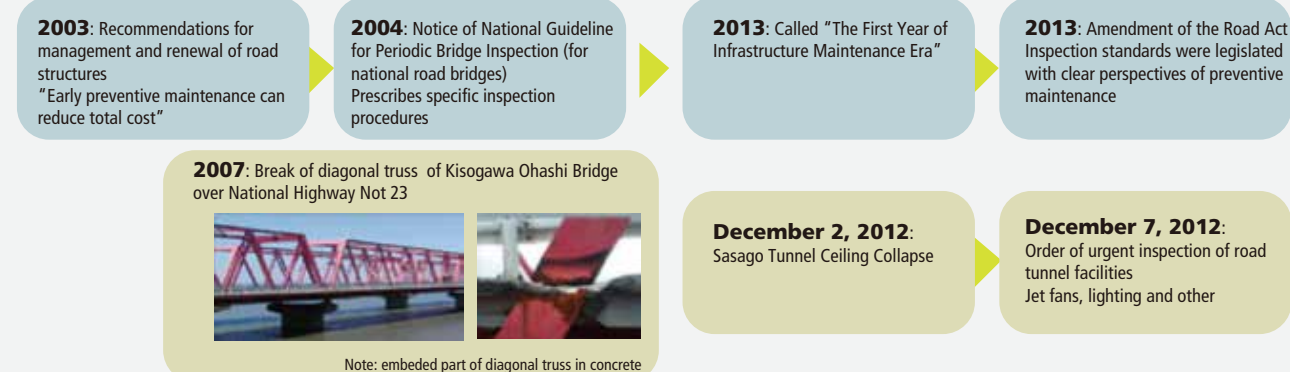 2003: Recommendations for
management and renewal of road
structures
“Early preventive maintenance can
reduce total cost”
2004: Notice of National Guideline
for Periodic Bridge Inspection (for
national road bridges)
Prescribes specific inspection
procedures
2013: Called “The First Year of
Infrastructure Maintenance Era”
2013: Amendment of the Road Act
Inspection standards were legislated
with clear perspectives of preventive
maintenance
2007: Break of diagonal truss of Kisogawa Ohashi Bridge
over National Highway Not 23
Note: embeded part of diagonal truss in concrete
December 2, 2012:
Sasago Tunnel Ceiling Collapse
December 7, 2012:
Order of urgent inspection of road
tunnel facilities
Jet fans, lighting and other